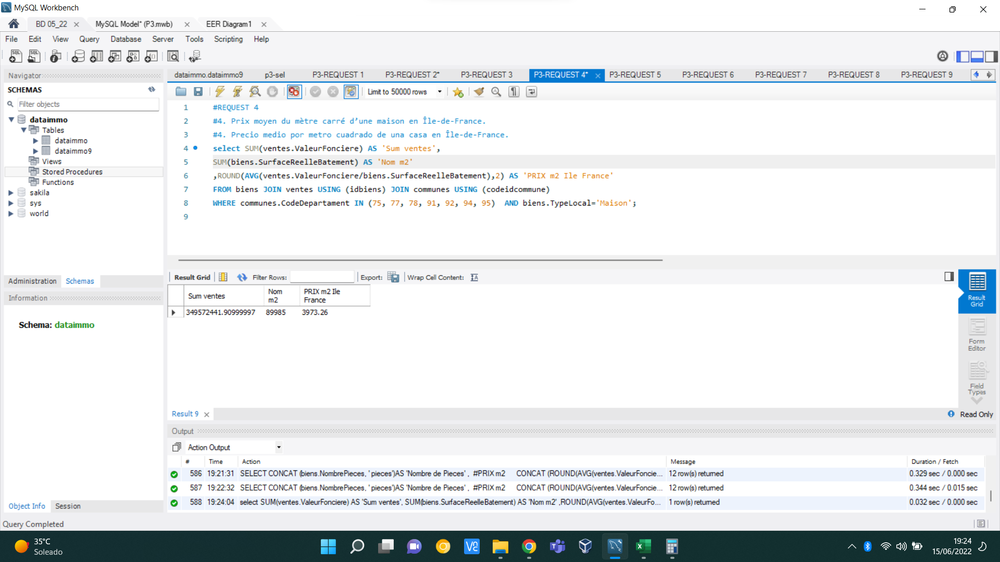 MySQL Workbench
BD 05_22
MySQL Model* (P3.mwb)
EER Diagram1
File Edit View Query Database Server Tools Scripting Help
Navigator
SCHEMAS
Filter objects
dataimmo
Tables
dataimmo
dataimmo9
Views
Stored Procedures
Functions
sakila
sys
world
Administration Schemas
Information
Schema: dataimmo
Object Info Session
Query Completed
dataimmo.dataimmo9 p3-sel P3-REQUEST 1 P3-REQUEST 2* P3-REQUEST 3 P3-REQUEST 4* P3-REQUEST 5 P3-REQUEST 6 P3-REQUEST 7 P3-REQUEST 8 P3-REQUEST 9
Limit to 50000 rows
1 #REQUEST 4
2 #4. Prix moyen du mètre carré d’une maison en Île-de-France.
3 #4. Precio medio por metro cuadrado de una casa en Île-de-France.
4 select SUM(ventes.ValeurFonciere) AS 'Sum ventes',
5 SUM(biens.SurfaceReelleBatement) AS 'Nom m2'
6 ,ROUND(AVG(ventes.ValeurFonciere/biens.SurfaceReelleBatement),2) AS 'PRIX m2 Ile France'
7 FROM biens JOIN ventes USING (idbiens) JOIN communes USING (codeidcommune)
8 WHERE communes.CodeDepartament IN (75, 77, 78, 91, 92, 94, 95)  AND biens.TypeLocal='Maison';
9
Result Grid Filter Rows: Export: Wrap Cell Content:
Sum ventes Nom m2 PRIX m2 Ile France
349572441.90999997 89985 3973.26
Result Grid
Form Editor
Field Types
Result 9
Read Only
Output
Action Output
# Time Action Message Duration / Fetch
586 19:21:31 SELECT CONCAT (biens.NombrePieces, ' pieces')AS 'Nombre de Pieces' , #PRIX m2 CONCAT (ROUND(AVG(ventes.ValeurFoncie... 12 row(s) returned 0.329 sec / 0.000 sec
587 19:22:32 SELECT CONCAT (biens.NombrePieces, ' pieces')AS 'Nombre de Pieces' , #PRIX m2 CONCAT (ROUND(AVG(ventes.ValeurFoncie... 12 row(s) returned 0.344 sec / 0.015 sec
588 19:24:04 select SUM(ventes.ValeurFonciere) AS 'Sum ventes', SUM(biens.SurfaceReelleBatement) AS 'Nom m2' ,ROUND(AVG(ventes.ValeurFo... 1 row(s) returned 0.032 sec / 0.000 sec
35°C
Soleado
19:24
15/06/2022